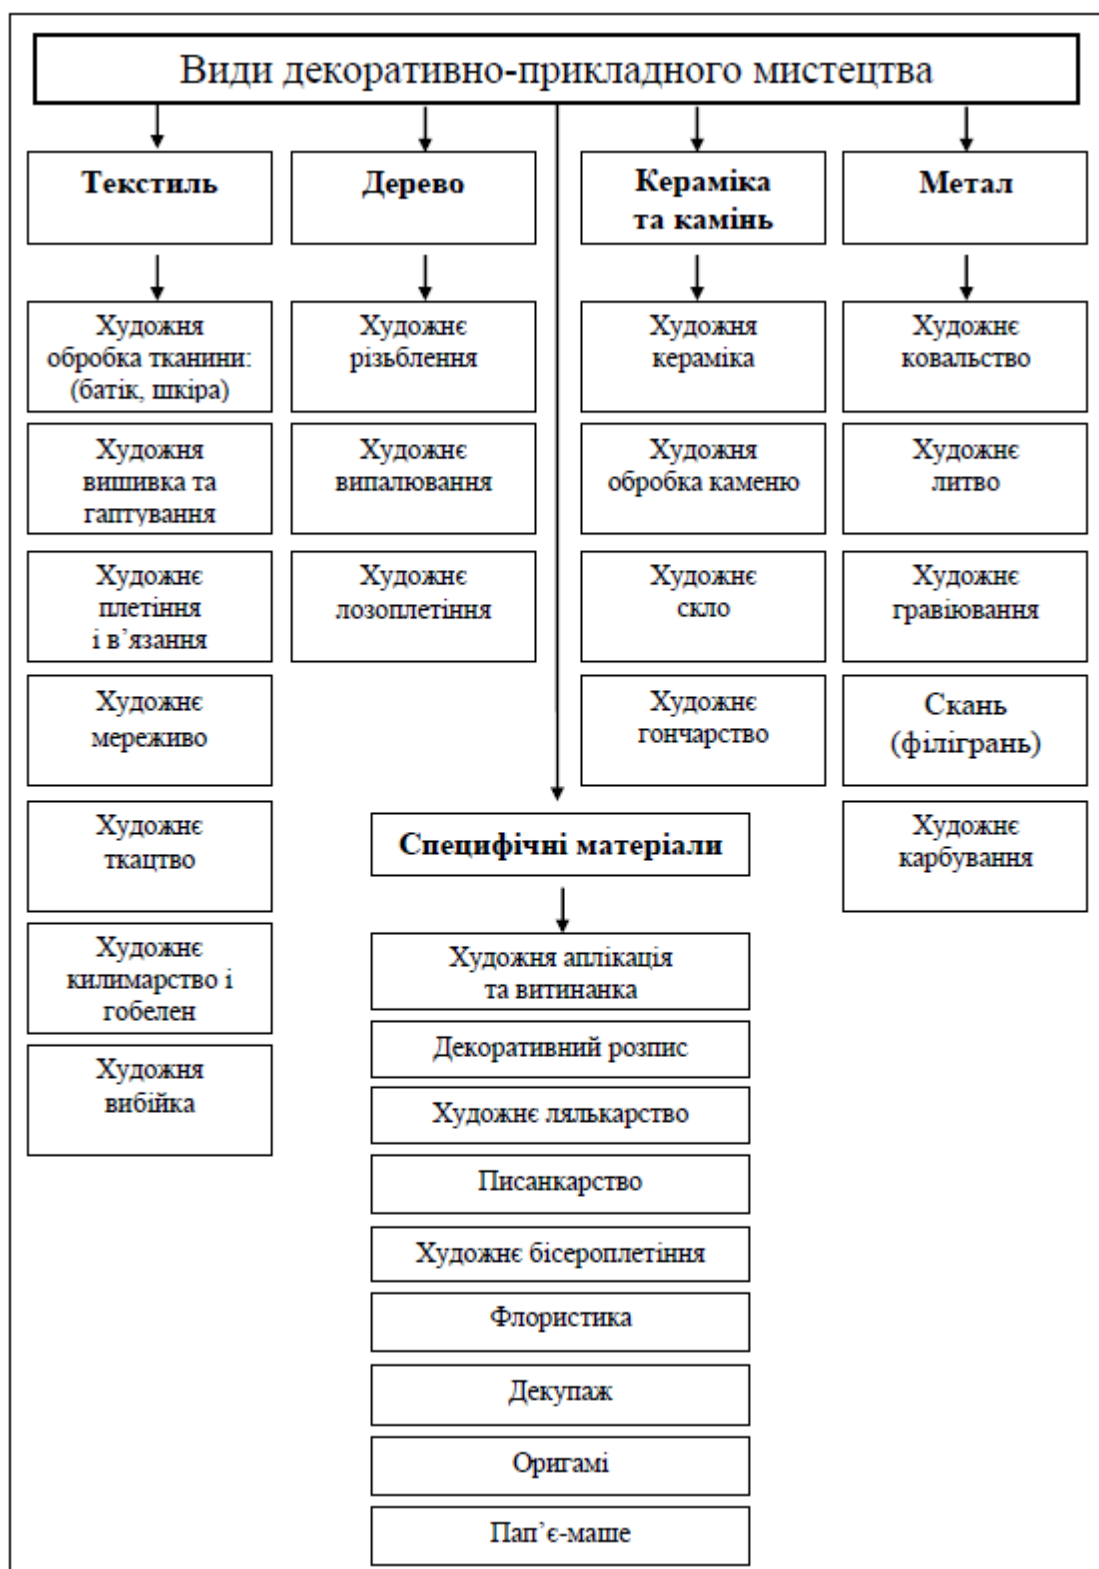 Види декоративно-прикладного мистецтва
Текстиль
Художня
обробка тканини:
(батік, шкіра)
Художня
вишивка та
гаптування
Художнє
плетіння
і в’язання
Художнє
мереживо
Художнє
ткацтво
Художнє
килимарство і
гобелен
Художня
вибійка
Дерево
Художнє
різьблення
Художнє
випалювання
Художнє
лозоплетіння
Кераміка
та камінь
Художня
кераміка
Художня
обробка каменю
Художнє
скло
Художнє
гончарство
Метал
Художнє
ковальство
Художнє
литво
Художнє
гравіювання
Скань
(філігрань)
Художнє
карбування
Специфічні матеріали
Художня аплікація
та витинанка
Декоративний розпис
Художнє лялькарство
Писанкарство
Художнє бісероплетіння
Флористика
Декупаж
Оригамі
Пап’є-маше